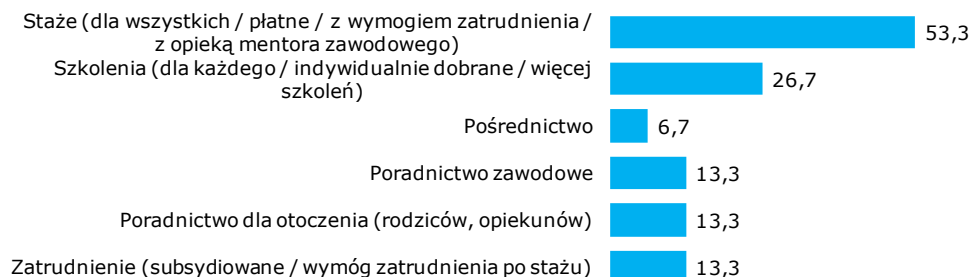 Staże (dla wszystkich / płatne / z wymogiem zatrudnienia /
z opieką mentora zawodowego)
53,3
Szkolenia (dla każdego / indywidualnie dobrane / więcej
szkoleń)
26,7
Pośrednictwo
6,7
Poradnictwo zawodowe
13,3
Poradnictwo dla otoczenia (rodziców, opiekunów)
13,3
Zatrudnienie (subsydiowane / wymóg zatrudnienia po stażu)
13,3